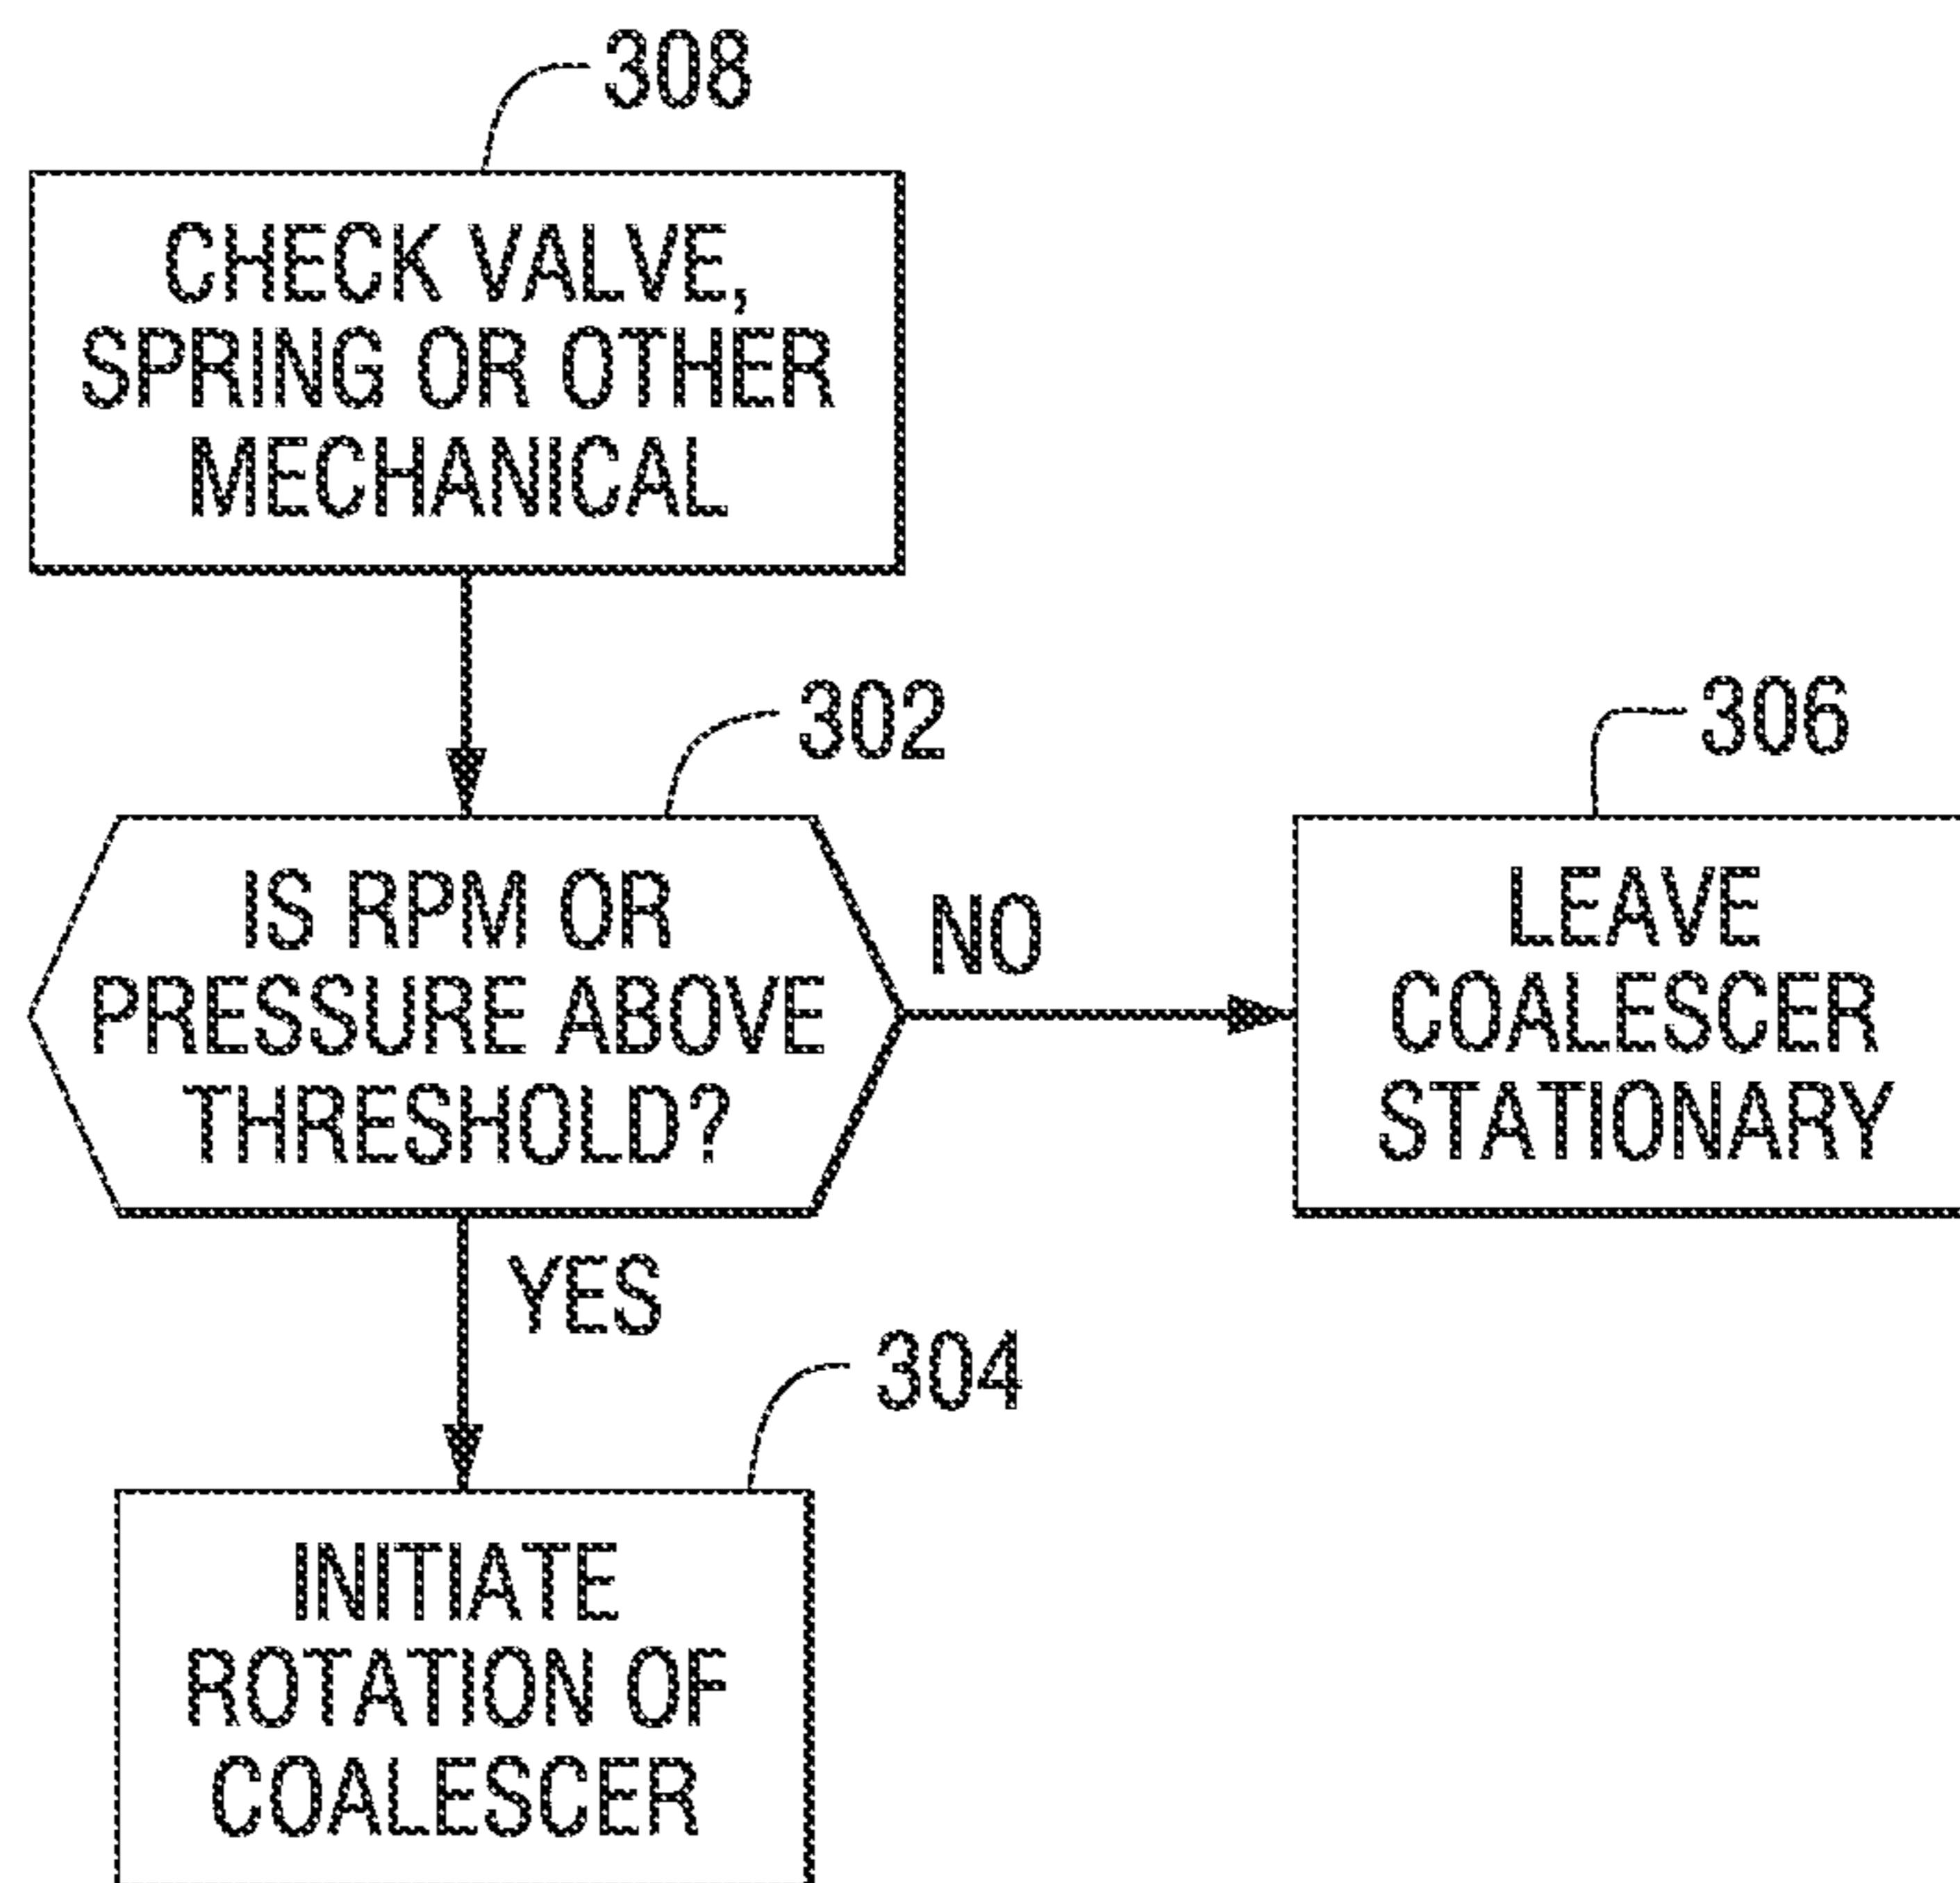 308
CHECK VALVE,
SPRING OR OTHER
MECHANICAL
302
IS RPM OR
PRESSURE ABOVE
THRESHOLD?
NO
306
LEAVE
COALESCER
STATIONARY
YES
304
INITIATE
ROTATION OF
COALESCER